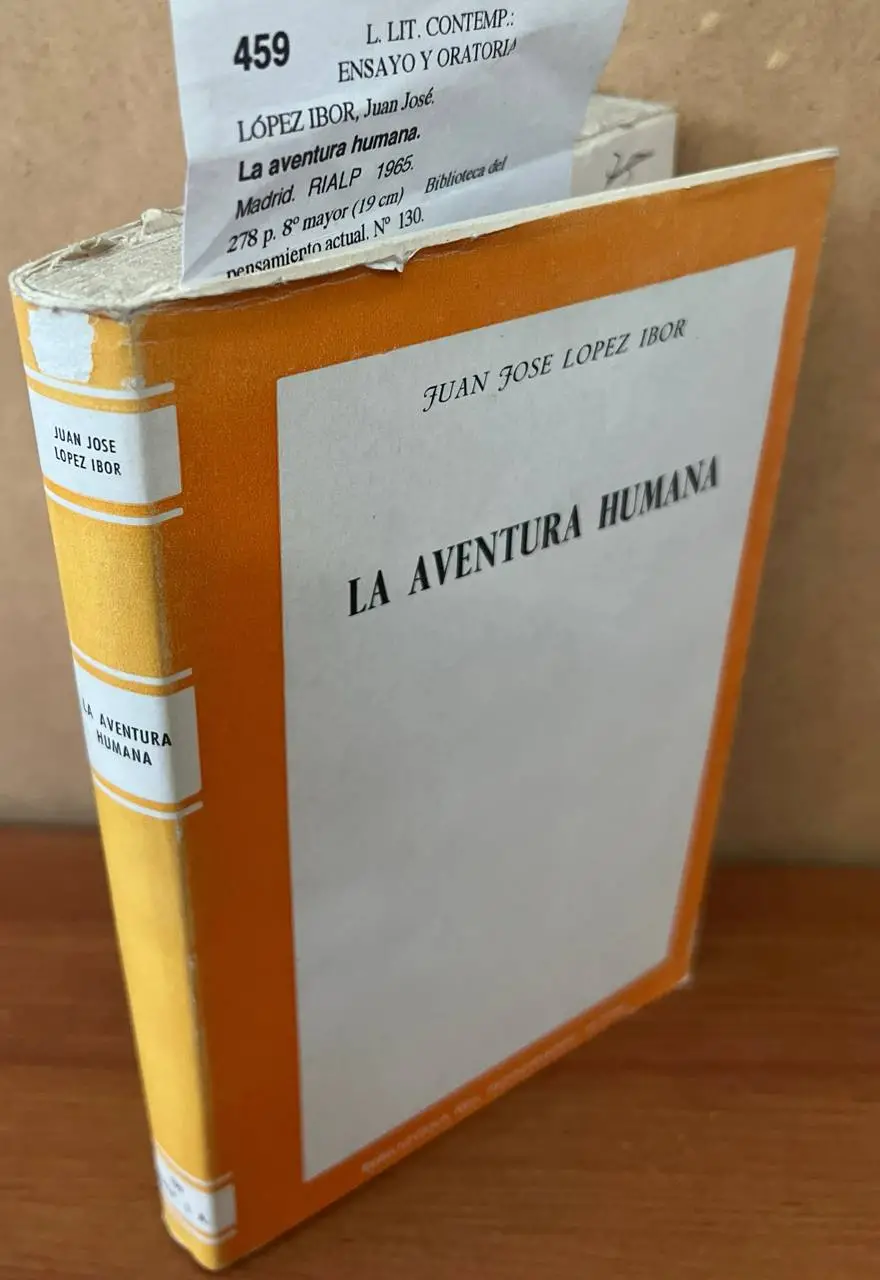 459
L. LIT. CONTEMP.:
ENSAYO Y ORATORIA
LÓPEZ IBOR, Juan José.
La aventura humana.
Madrid. RIALP 1965.
278 p. 8º mayor (19 cm) Biblioteca del
pensamiento actual. Nº 130.
JUAN JOSE LOPEZ IBOR
LA AVENTURA HUMANA
JUAN JOSE
LOPEZ IBOR
LA AVENTURA
HUMANA